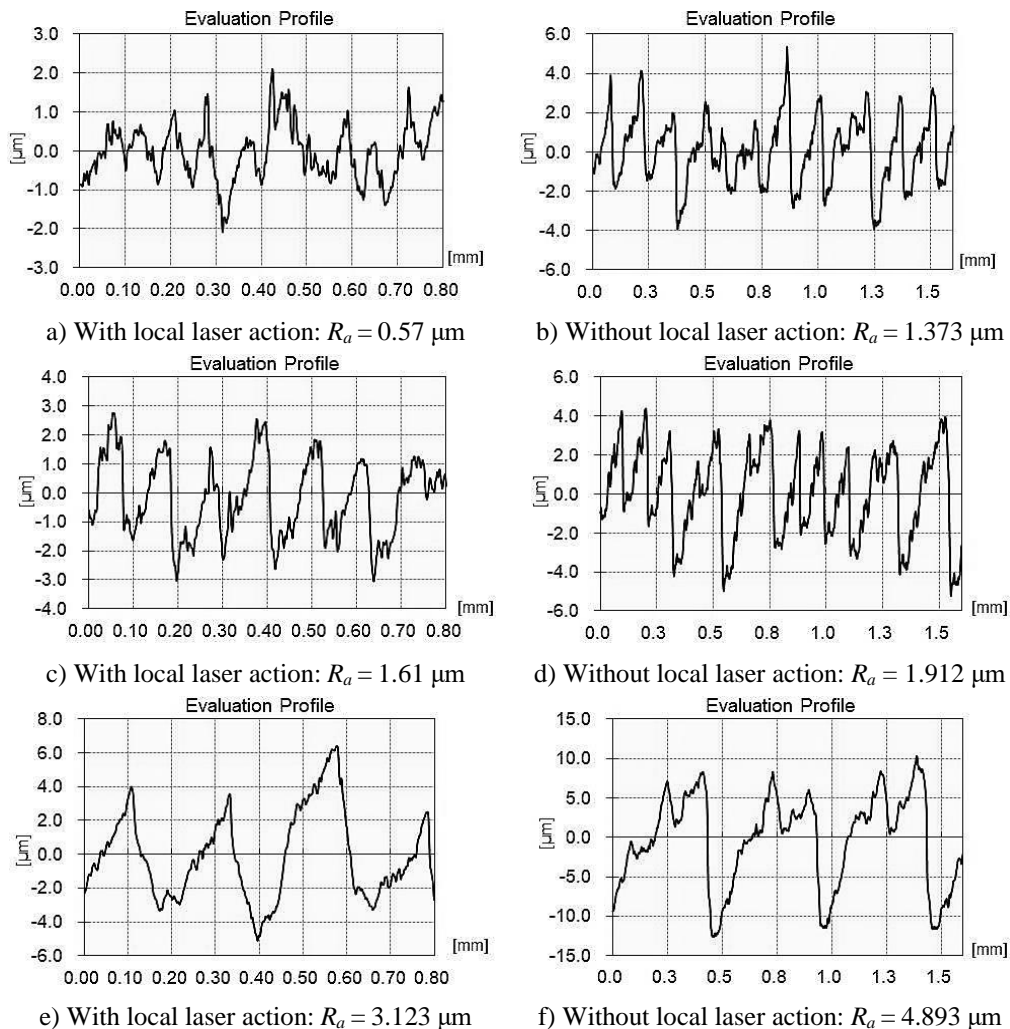 Evaluation Profile
3.0
2.0
1.0
0.0
-1.0
-2.0
-3.0
[µm]
[mm]
0.00 0.10 0.20 0.30 0.40 0.50 0.60 0.70 0.80
a) With local laser action: Ra = 0.57 µm
Evaluation Profile
6.0
4.0
2.0
0.0
-2.0
-4.0
-6.0
[µm]
[mm]
0.0 0.3 0.5 0.8 1.0 1.3 1.5
b) Without local laser action: Ra = 1.373 µm
Evaluation Profile
4.0
3.0
2.0
1.0
0.0
-1.0
-2.0
-3.0
-4.0
[µm]
[mm]
0.00 0.10 0.20 0.30 0.40 0.50 0.60 0.70 0.80
c) With local laser action: Ra = 1.61 µm
Evaluation Profile
6.0
4.0
2.0
0.0
-2.0
-4.0
-6.0
[µm]
[mm]
0.0 0.3 0.5 0.8 1.0 1.3 1.5
d) Without local laser action: Ra = 1.912 µm
Evaluation Profile
8.0
6.0
4.0
2.0
0.0
-2.0
-4.0
-6.0
[µm]
[mm]
0.00 0.10 0.20 0.30 0.40 0.50 0.60 0.70 0.80
e) With local laser action: Ra = 3.123 µm
Evaluation Profile
15.0
10.0
5.0
0.0
-5.0
-10.0
-15.0
[µm]
[mm]
0.0 0.3 0.5 0.8 1.0 1.3 1.5
f) Without local laser action: Ra = 4.893 µm